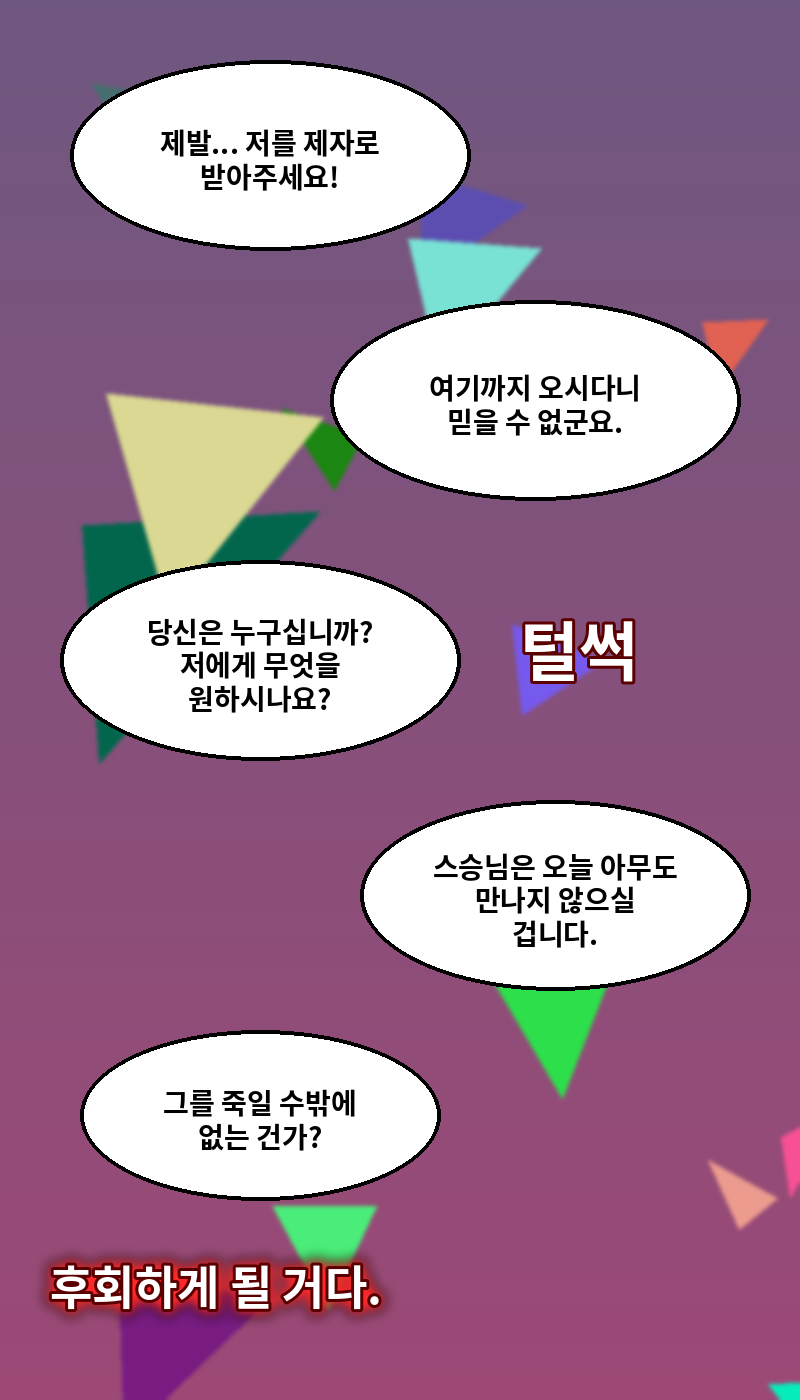 제발... 저를 제자로
받아주세요!
여기까지 오시다니
믿을 수 없군요.
당신은 누구십니까?
저에게 무엇을
원하시나요?
털썩
스승님은 오늘 아무도
만나지 않으실
겁니다.
그를 죽일 수밖에
없는 건가?
후회하게 될 거다.